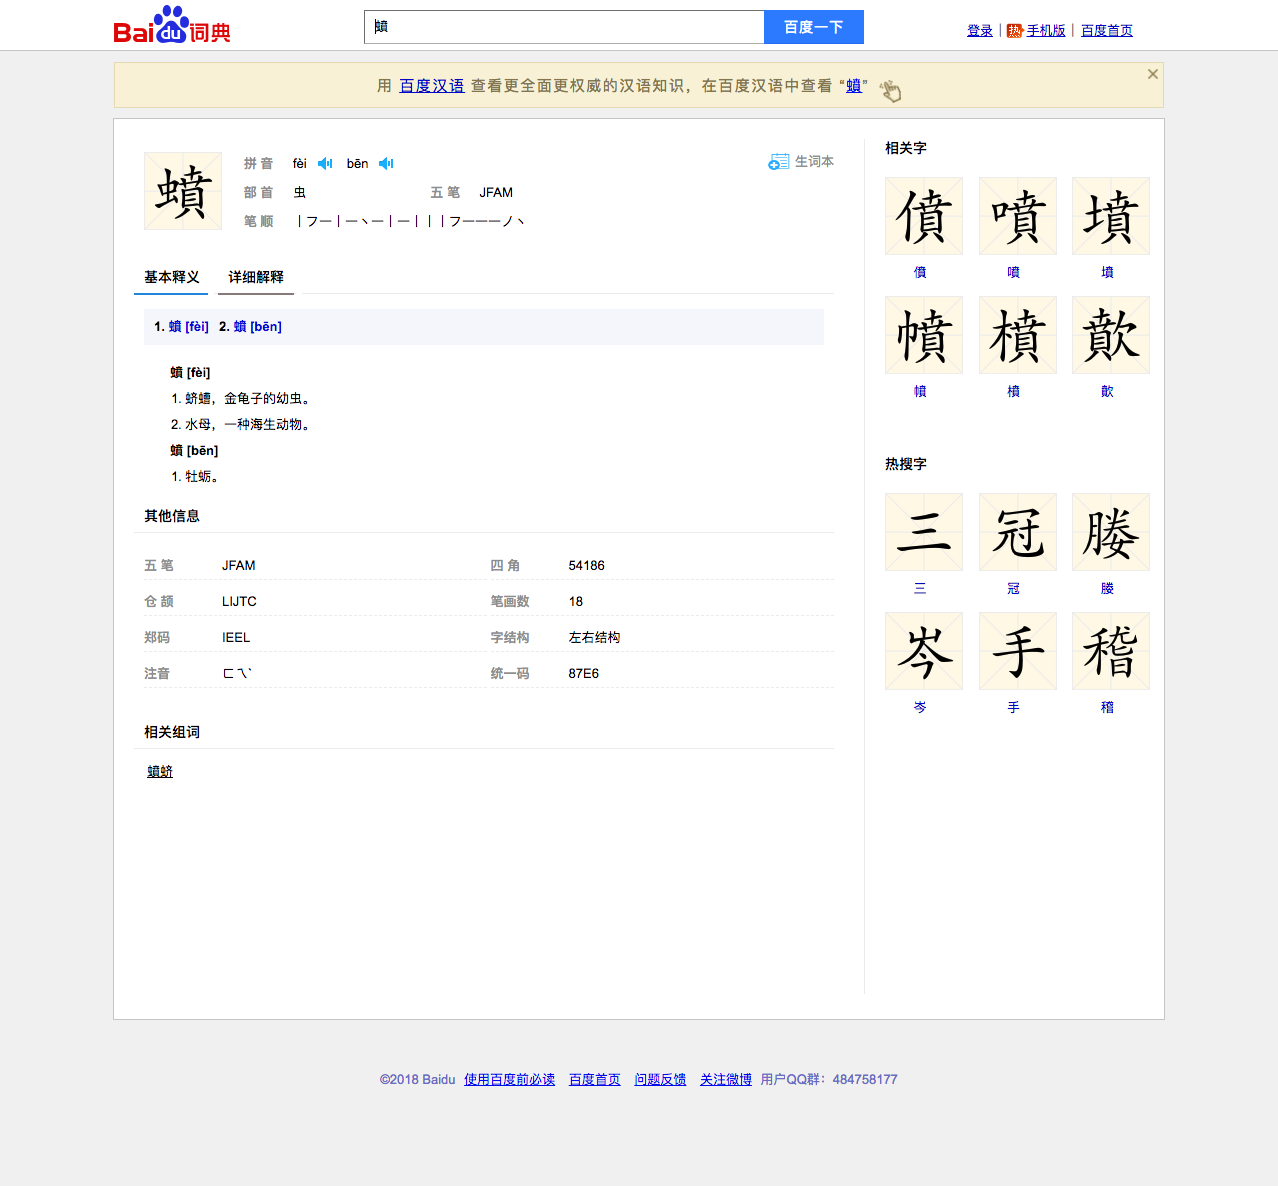 Baidu词典
蟦
百度一下
登录 | 热 手机版 | 百度首页
用 百度汉语 查看更全面更权威的汉语知识，在百度汉语中查看 “蟦”
蟦
拼 音 fèi bēn
生词本
部 首 虫 五 笔 JFAM
笔 顺 丨フ一丨一丶一丨一丨丨丨フ一一一ノ丶
基本释义 详细解释
1. 蟦 [fèi] 2. 蟦 [bēn]
蟦 [fèi]
1. 蛴螬，金龟子的幼虫。
2. 水母，一种海生动物。
蟦 [bēn]
1. 牡蛎。
其他信息
五 笔 JFAM 四 角 54186
仓 颉 LIJTC 笔画数 18
郑码 IEEL 字结构 左右结构
注音 ㄈㄟˋ 统一码 87E6
相关组词
蟦蛴
相关字
僨 噴 墳
僨 噴 墳
幩 橨 歕
幩 橨 歕
热搜字
三 冠 媵
三 冠 媵
岑 手 稽
岑 手 稽
©2018 Baidu 使用百度前必读 百度首页 问题反馈 关注微博 用户QQ群：484758177